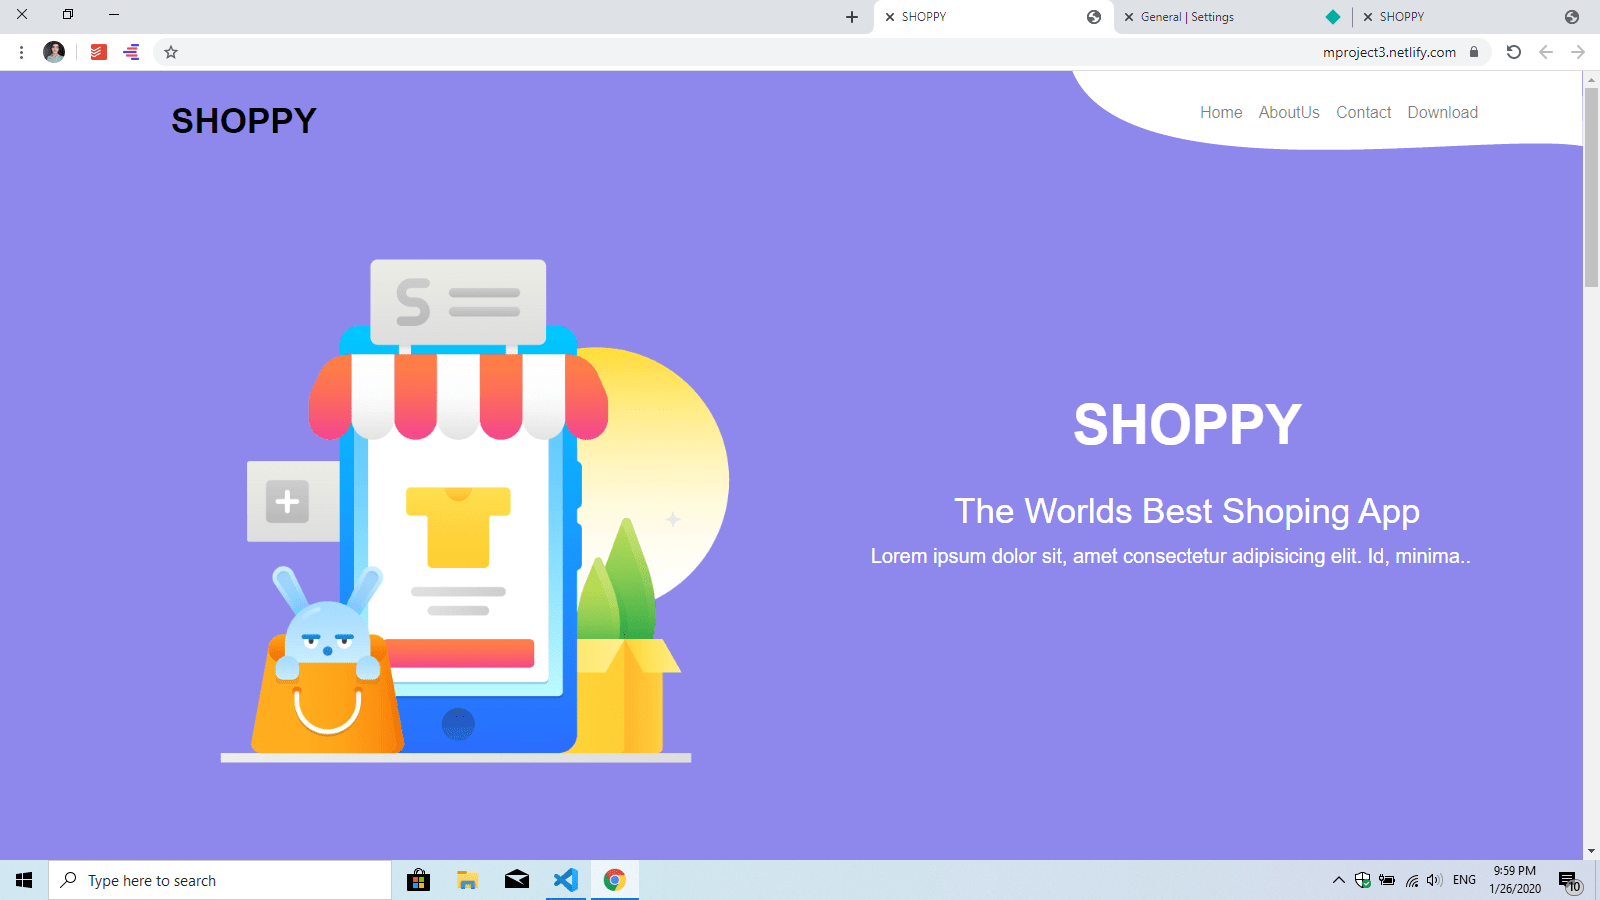 SHOPPY
General | Settings
SHOPPY
mproject3.netlify.com
SHOPPY
Home AboutUs Contact Download
S
SHOPPY
The Worlds Best Shoping App
Lorem ipsum dolor sit, amet consectetur adipisicing elit. Id, minima..
Type here to search
ENG
9:59 PM
1/26/2020
10